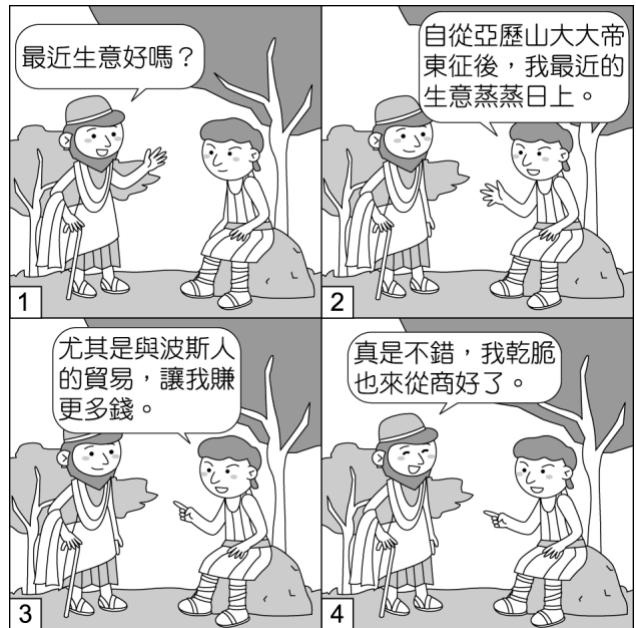 最近生意好嗎？
1
自從亞歷山大大帝
東征後，我最近的
生意蒸蒸日上。
2
尤其是與波斯人
的貿易，讓我賺
更多錢。
3
真是不錯，我乾脆
也來從商好了。
4